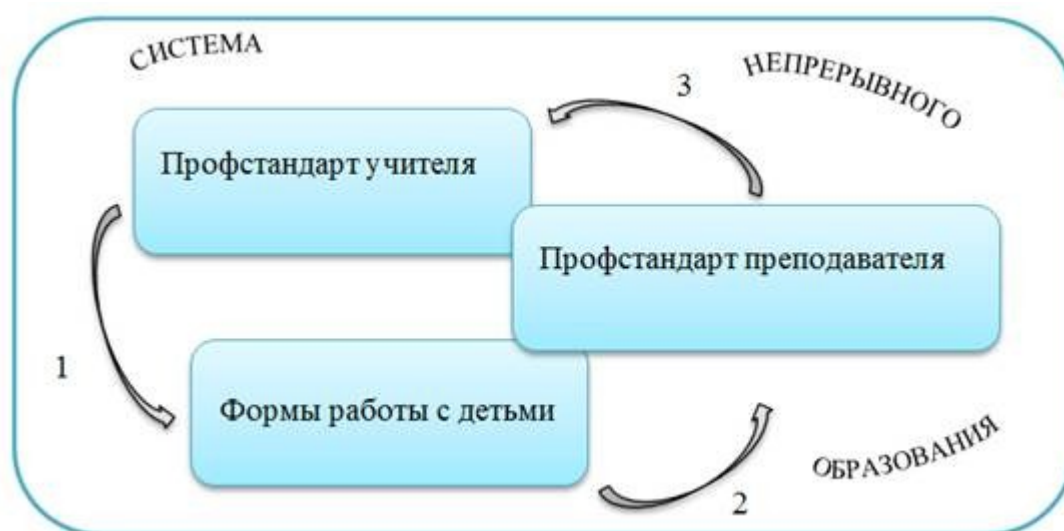 СИСТЕМА
НЕПРЕРЫВНОГО
3
Профстандарт учителя
Профстандарт преподавателя
1
Формы работы с детьми
ОБРАЗОВАНИЯ
2